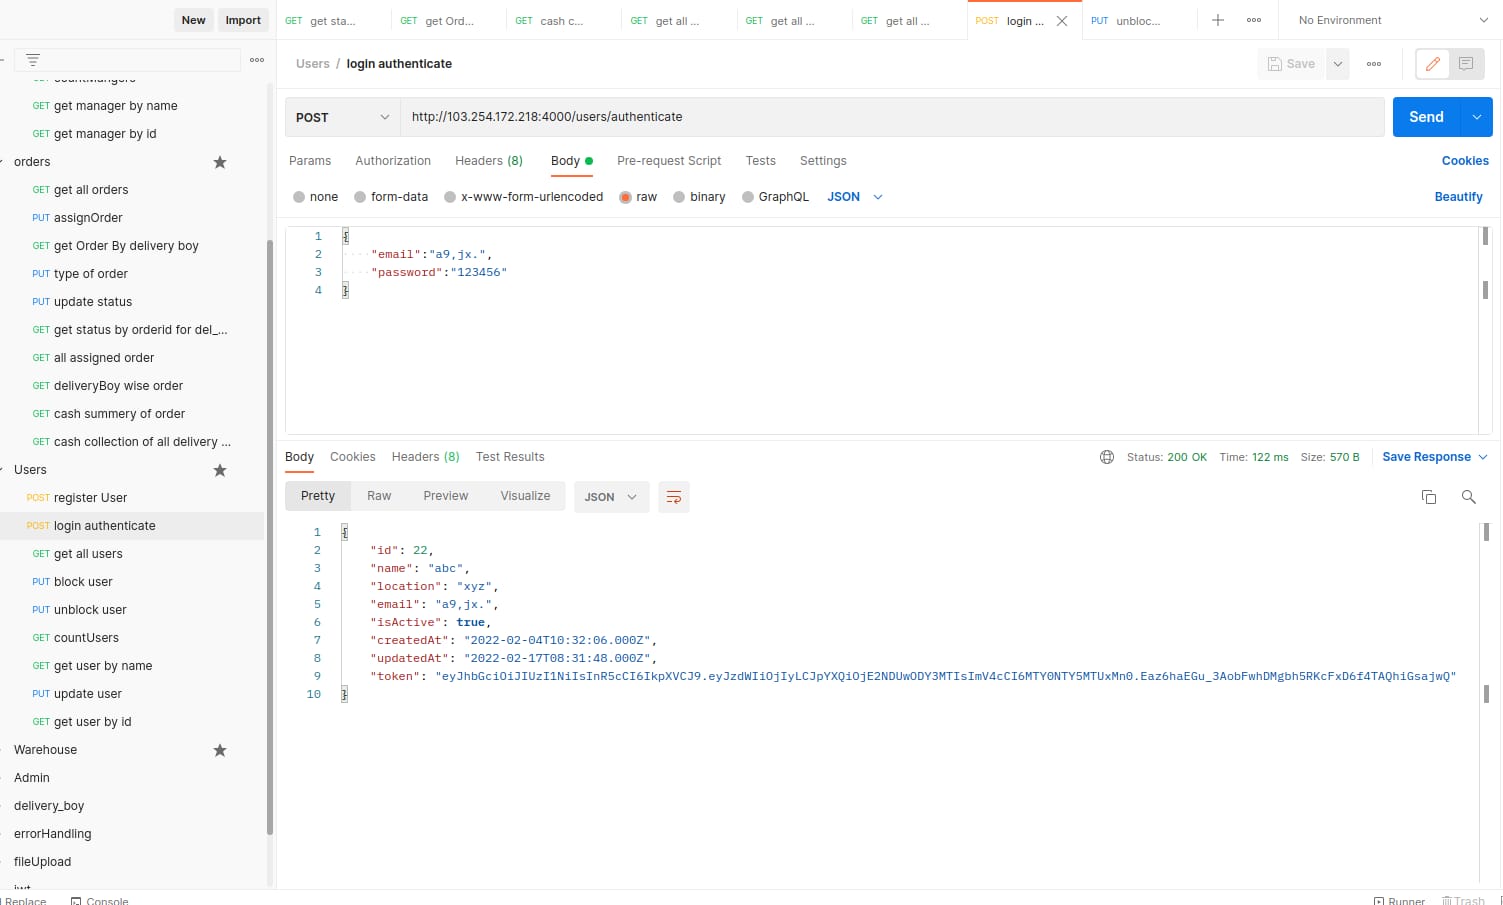 New Import
GET get sta... GET get Ord... GET cash c... GET get all ... GET get all ... GET get all ... POST login ... PUT unbloc... No Environment
GET get manager by name
GET get manager by id
orders
GET get all orders
PUT assignOrder
GET get Order By delivery boy
PUT type of order
PUT update status
GET get status by orderid for del_...
GET all assigned order
GET deliveryBoy wise order
GET cash summery of order
GET cash collection of all delivery ...
Users
POST register User
POST login authenticate
GET get all users
PUT block user
PUT unblock user
GET countUsers
GET get user by name
PUT update user
GET get user by id
Warehouse
Admin
delivery_boy
errorHandling
fileUpload
jwt
Users / login authenticate
Save
POST http://103.254.172.218:4000/users/authenticate Send
Params Authorization Headers (8) Body Pre-request Script Tests Settings Cookies
none form-data x-www-form-urlencoded raw binary GraphQL JSON Beautify
1 {
2 "email":"a9,jx.",
3 "password":"123456"
4 }
Body Cookies Headers (8) Test Results Status: 200 OK Time: 122 ms Size: 570 B Save Response
Pretty Raw Preview Visualize JSON
1 {
2 "id": 22,
3 "name": "abc",
4 "location": "xyz",
5 "email": "a9,jx.",
6 "isActive": true,
7 "createdAt": "2022-02-04T10:32:06.000Z",
8 "updatedAt": "2022-02-17T08:31:48.000Z",
9 "token": "eyJhbGciOiJIUzI1NiIsInR5cCI6IkpXVCJ9.eyJzdWIiOjIyLCJpYXQiOjE2NDUwODY3MTIsImV4cCI6MTY0NTY5MTUxMn0.Eaz6haEGu_3AobFwhDMgbh5RKcFxD6f4TAQhiGsajwQ"
10 }
Replace Console Runner Trash